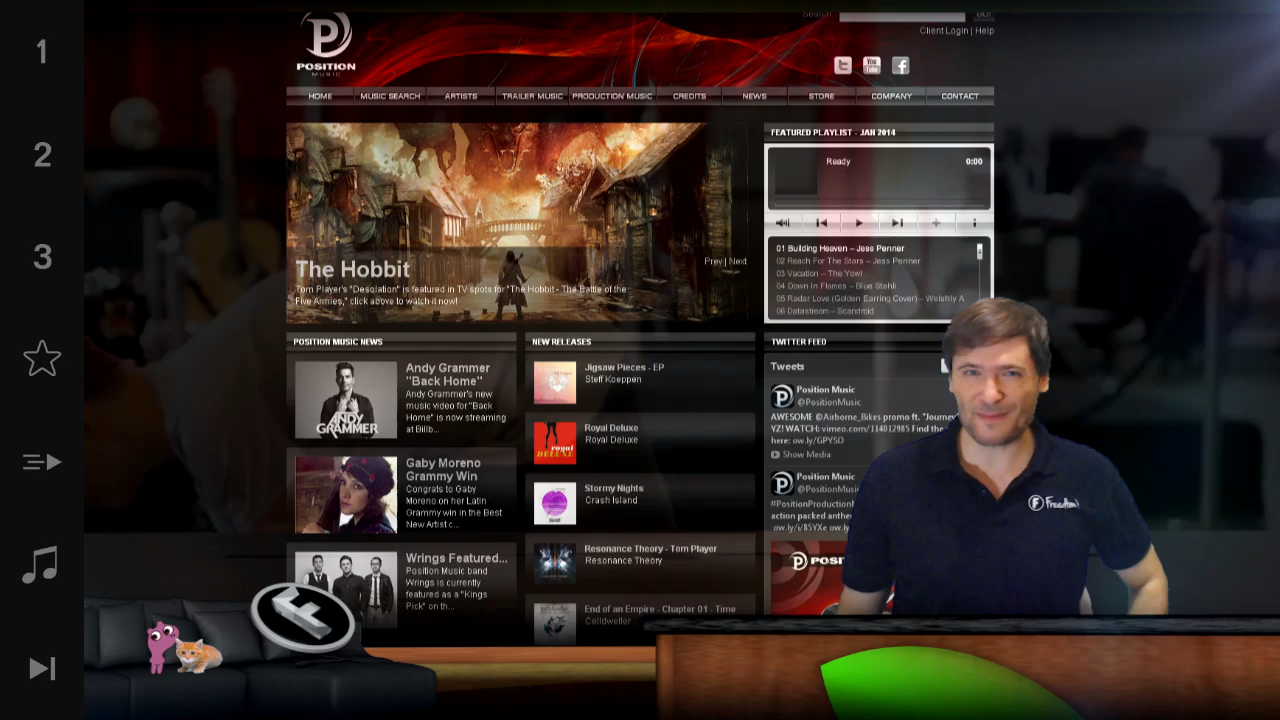 1
2
3
Search:
GO!
Client Login | Help
POSITION
MUSIC
HOME
MUSIC SEARCH
ARTISTS
TRAILER MUSIC
PRODUCTION MUSIC
CREDITS
NEWS
STORE
COMPANY
CONTACT
The Hobbit
Tom Player's "Desolation" is featured in TV spots for "The Hobbit - The Battle of the
Five Armies," click above to watch it now!
Prev | Next
FEATURED PLAYLIST - JAN 2014
Ready
0:00
01 Building Heaven – Jess Penner
02 Reach For The Stars – Jess Penner
03 Vacation – The Yowl
04 Down In Flames – Blue Stahli
05 Radar Love (Golden Earring Cover) – Welshly A
06 Datastream – Scandroid
POSITION MUSIC NEWS
Andy Grammer
"Back Home"
Andy Grammer's new
music video for "Back
Home" is now streaming
at Billb...
ANDY
GRAMMER
Gaby Moreno
Grammy Win
Congrats to Gaby
Moreno on her Latin
Grammy win in the Best
New Artist c...
Wrings Featured...
Position Music band
Wrings is currently
featured as a "Kings
Pick" on th...
NEW RELEASES
Jigsaw Pieces - EP
Steff Koeppen
Royal Deluxe
Royal Deluxe
royal
DELUXE
Stormy Nights
Crash Island
Resonance Theory - Tom Player
Resonance Theory
End of an Empire - Chapter 01 - Time
Celldweller
TWITTER FEED
Tweets
Position Music
@PositionMusic
AWESOME @Airborne_Bikes promo ft. "Journey
YZ! WATCH: vimeo.com/114012985 Find the
here: ow.ly/GPYSO
Show Media
Position Music
@PositionMusic
#PositionProduction
action packed anthe
ow.ly/i/85YXe ow.ly
POSI
Freedom!